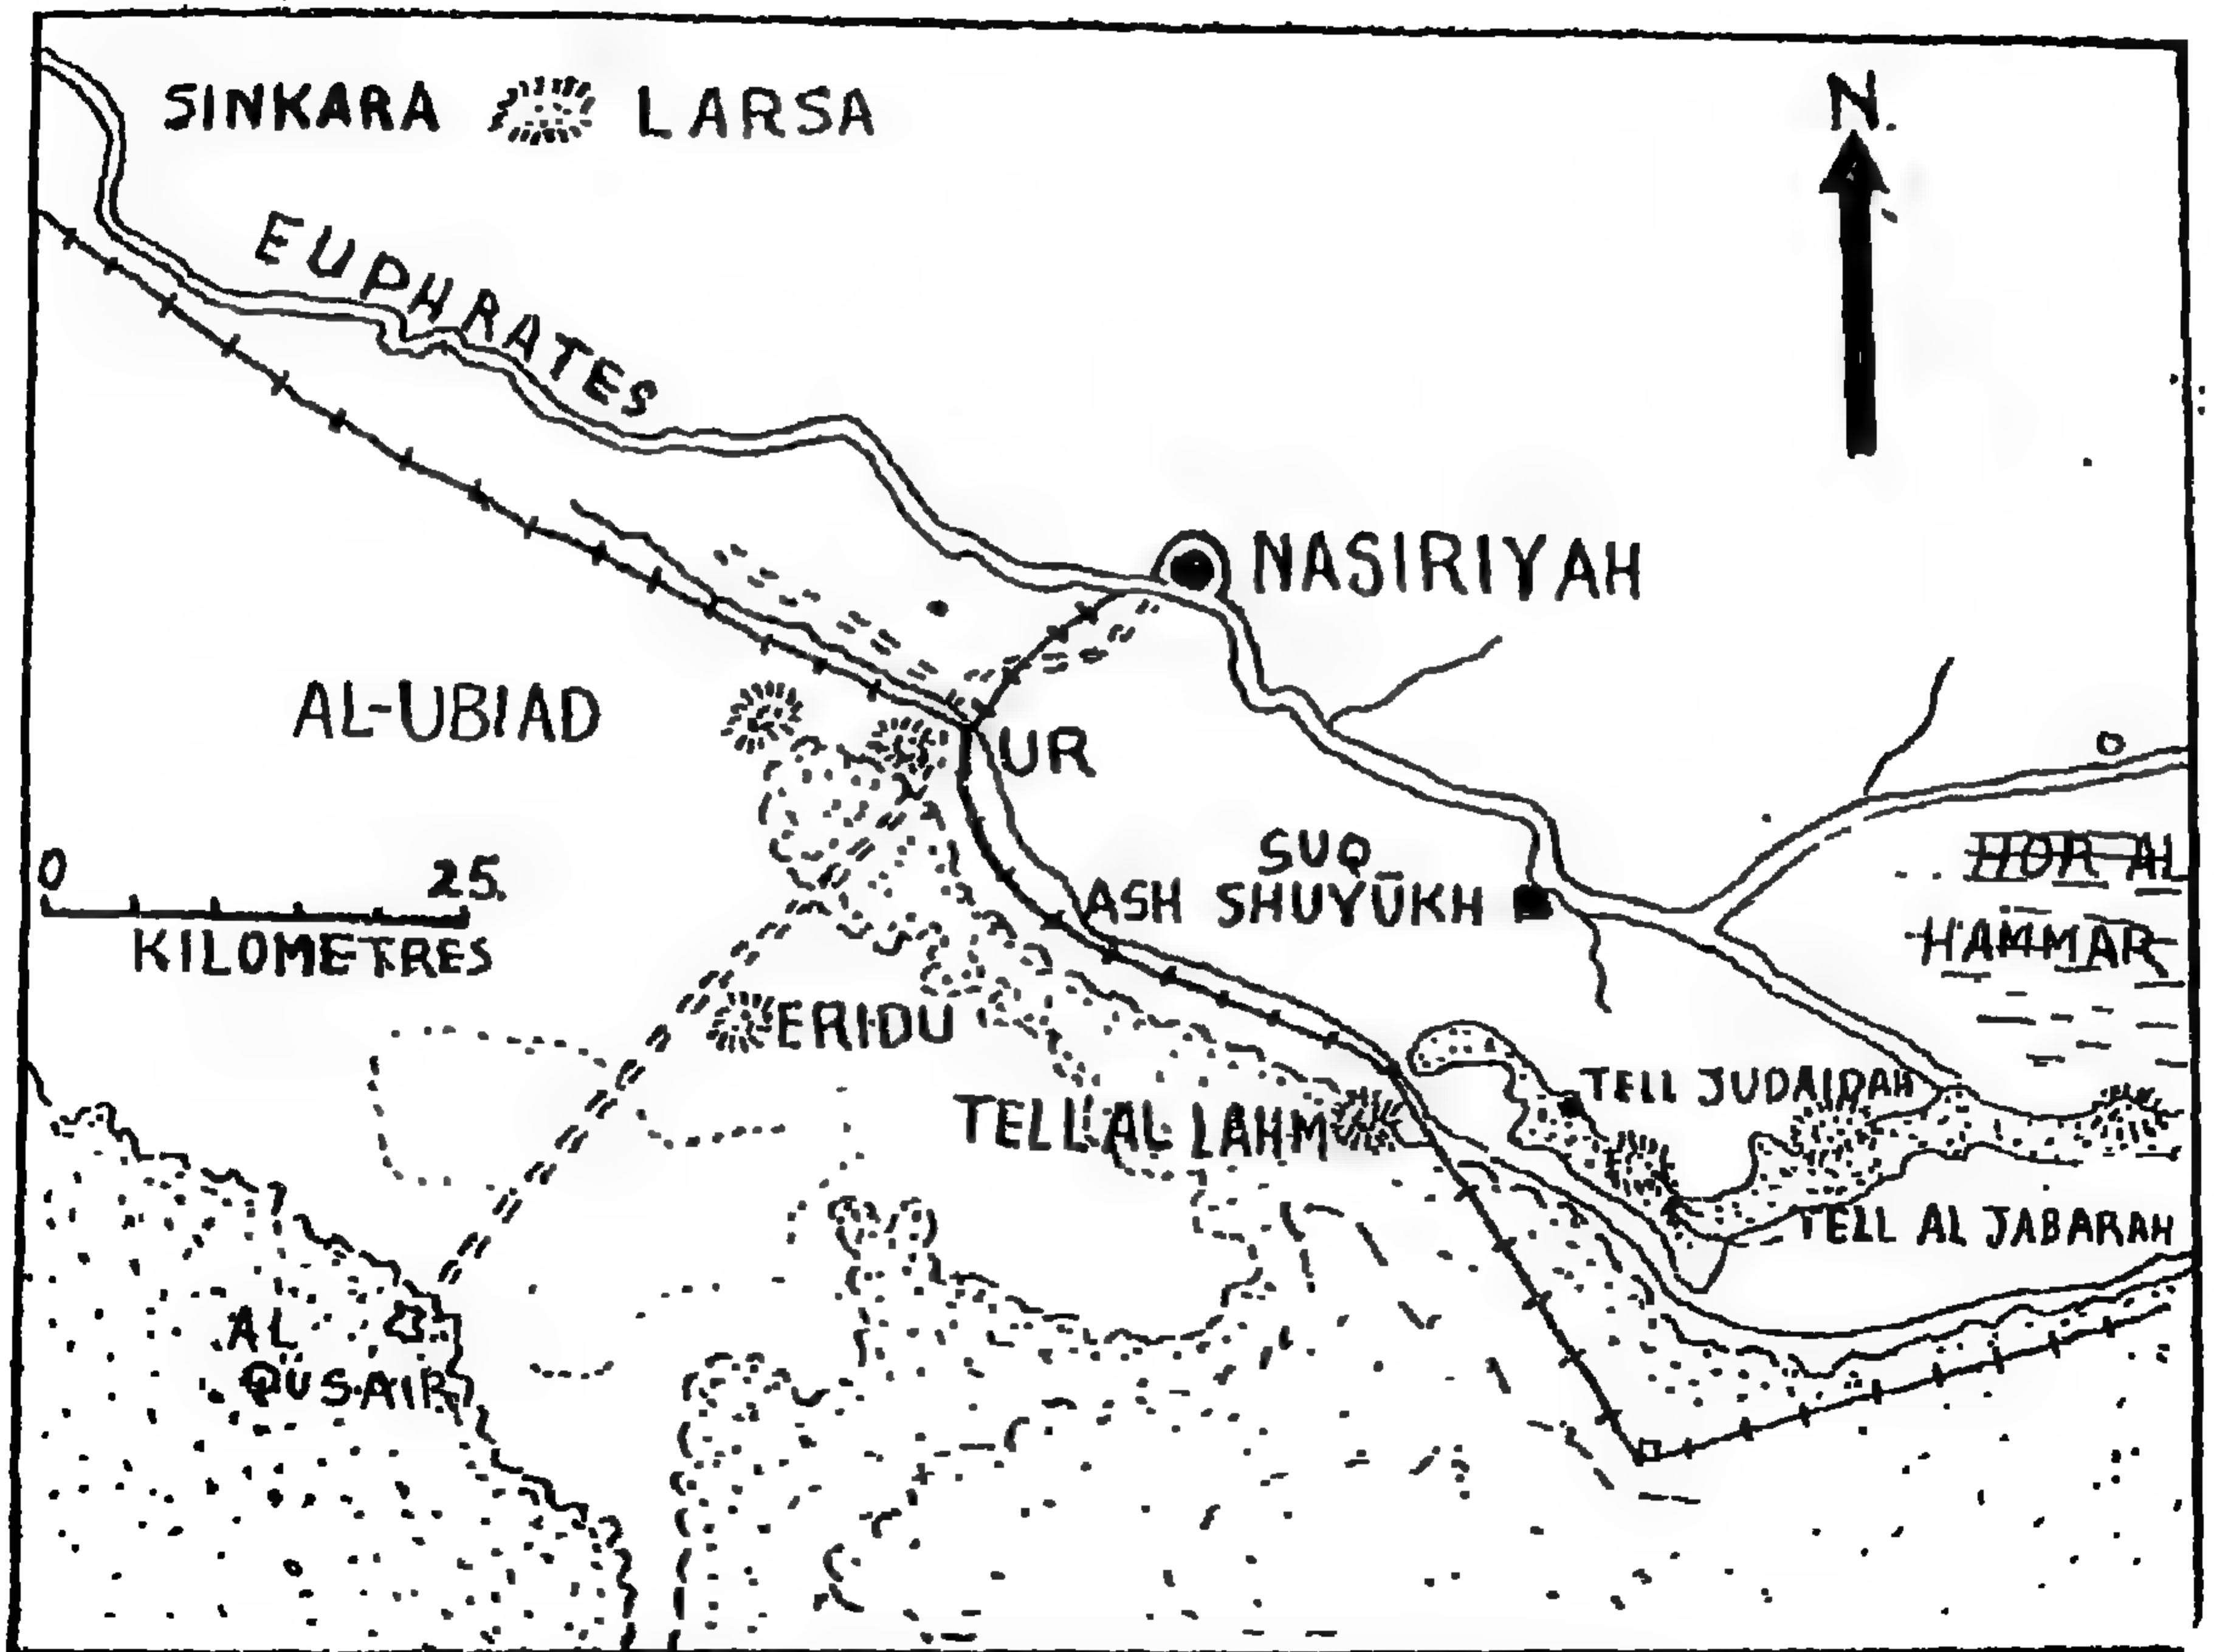 SINKARA LARSA
N.
EUPHRATES
NASIRIYAH
AL-UBIAD
UR
0 25.
KILOMETRES
SUQ
ASH SHUYŪKH
HOR AL
HAMMAR
ERIDU
TELL JUDAIDAH
TELL AL LAHM
TELL AL JABARAH
AL
QUSAIR